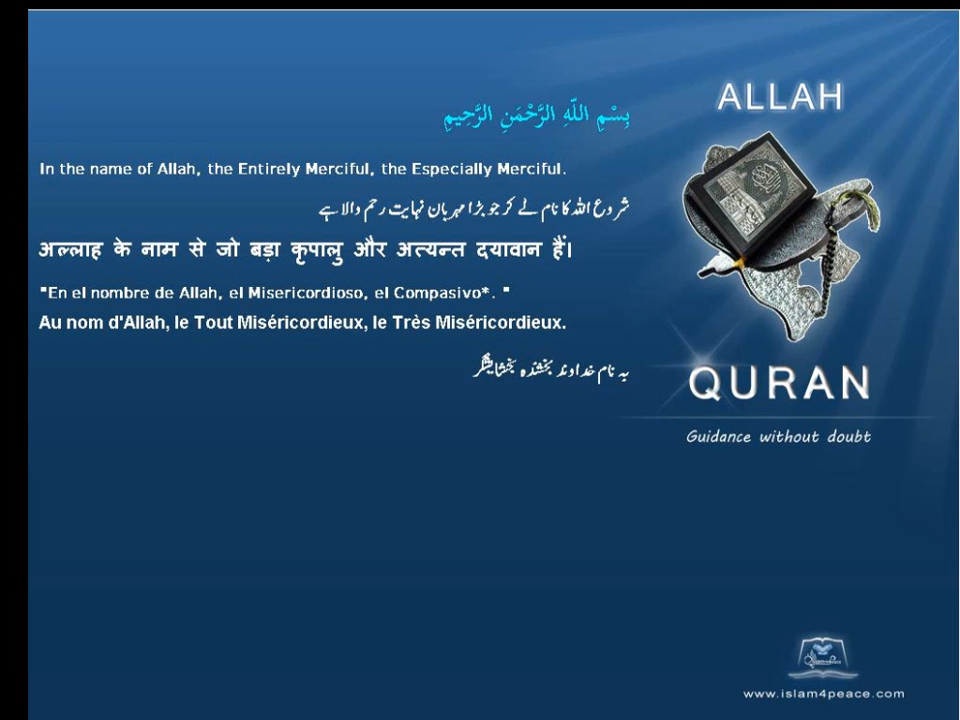 بِسْمِ اللَّهِ الرَّحْمَنِ الرَّحِيمِ
In the name of Allah, the Entirely Merciful, the Especially Merciful.
شروع اللہ کا نام لے کر جو بڑا مہربان نہایت رحم والا ہے
अल्लाह के नाम से जो बड़ा कृपालु और अत्यन्त दयावान हैं।
"En el nombre de Allah, el Misericordioso, el Compasivo*. "
Au nom d'Allah, le Tout Miséricordieux, le Très Miséricordieux.
به نام خداوند بخشنده بخشایشگر
ALLAH
QURAN
Guidance without doubt
www.islam4peace.com